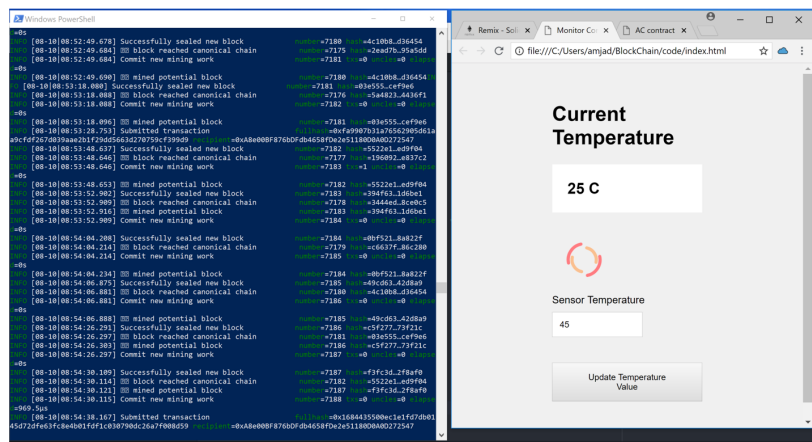 Windows PowerShell
=0s
INFO [08-10|08:52:49.678] Successfully sealed new block number=7180 hash=4c10b8…d36454
INFO [08-10|08:52:49.684] block reached canonical chain number=7175 hash=2ead7b…95a5dd
INFO [08-10|08:52:49.684] Commit new mining work number=7181 txs=0 uncles=0 elapse
=0s
INFO [08-10|08:52:49.690] mined potential block number=7180 hash=4c10b8…d36454IN
FO [08-10|08:53:18.080] Successfully sealed new block number=7181 hash=03e555…cef9e6
INFO [08-10|08:53:18.088] block reached canonical chain number=7176 hash=5a4823…4436f1
INFO [08-10|08:53:18.088] Commit new mining work number=7182 txs=0 uncles=0 elapse
=0s
INFO [08-10|08:53:18.096] mined potential block number=7181 hash=03e555…cef9e6
INFO [08-10|08:53:28.753] Submitted transaction fullhash=0xfa9907b31a76562905d61a
a9cfdf267d039aae2b1f29dd5663d270759cf399d9 recipient=0xA8e00BF876bDFdb4658fDe2e51180D0A0D272547
INFO [08-10|08:53:48.637] Successfully sealed new block number=7182 hash=5522e1…ed9f04
INFO [08-10|08:53:48.646] block reached canonical chain number=7177 hash=196092…e837c2
INFO [08-10|08:53:48.646] Commit new mining work number=7183 txs=1 uncles=0 elapse
=0s
INFO [08-10|08:53:48.653] mined potential block number=7182 hash=5522e1…ed9f04
INFO [08-10|08:53:52.902] Successfully sealed new block number=7183 hash=394f63…1d6be1
INFO [08-10|08:53:52.909] block reached canonical chain number=7178 hash=3444ed…8ce0c5
INFO [08-10|08:53:52.916] mined potential block number=7183 hash=394f63…1d6be1
INFO [08-10|08:53:52.909] Commit new mining work number=7184 txs=0 uncles=0 elapse
=0s
INFO [08-10|08:54:04.208] Successfully sealed new block number=7184 hash=0bf521…8a822f
INFO [08-10|08:54:04.214] block reached canonical chain number=7179 hash=c6637f…86c280
INFO [08-10|08:54:04.214] Commit new mining work number=7185 txs=0 uncles=0 elapse
=0s
INFO [08-10|08:54:04.234] mined potential block number=7184 hash=0bf521…8a822f
INFO [08-10|08:54:06.875] Successfully sealed new block number=7185 hash=49cd63…42d8a9
INFO [08-10|08:54:06.881] block reached canonical chain number=7180 hash=4c10b8…d36454
INFO [08-10|08:54:06.881] Commit new mining work number=7186 txs=0 uncles=0 elapse
=0s
INFO [08-10|08:54:06.888] mined potential block number=7185 hash=49cd63…42d8a9
INFO [08-10|08:54:26.291] Successfully sealed new block number=7186 hash=c5f277…73f21c
INFO [08-10|08:54:26.297] block reached canonical chain number=7181 hash=03e555…cef9e6
INFO [08-10|08:54:26.303] mined potential block number=7186 hash=c5f277…73f21c
INFO [08-10|08:54:26.297] Commit new mining work number=7187 txs=0 uncles=0 elapse
=0s
INFO [08-10|08:54:30.109] Successfully sealed new block number=7187 hash=f3fc3d…2f8af0
INFO [08-10|08:54:30.114] block reached canonical chain number=7182 hash=5522e1…ed9f04
INFO [08-10|08:54:30.121] mined potential block number=7187 hash=f3fc3d…2f8af0
INFO [08-10|08:54:30.115] Commit new mining work number=7188 txs=0 uncles=0 elapse
=969.5µs
INFO [08-10|08:54:38.167] Submitted transaction fullhash=0x1684435500ec1e1fd7db01
45d72dfe63fc8e4b01fdf1c030790dc26a7f008d59 recipient=0xA8e00BF876bDFdb4658fDe2e51180D0A0D272547
Remix - Soli
Monitor Con
AC contract
file:///C:/Users/amjad/BlockChain/code/index.html
Current
Temperature
25 C
Sensor Temperature
45
Update Temperature
Value